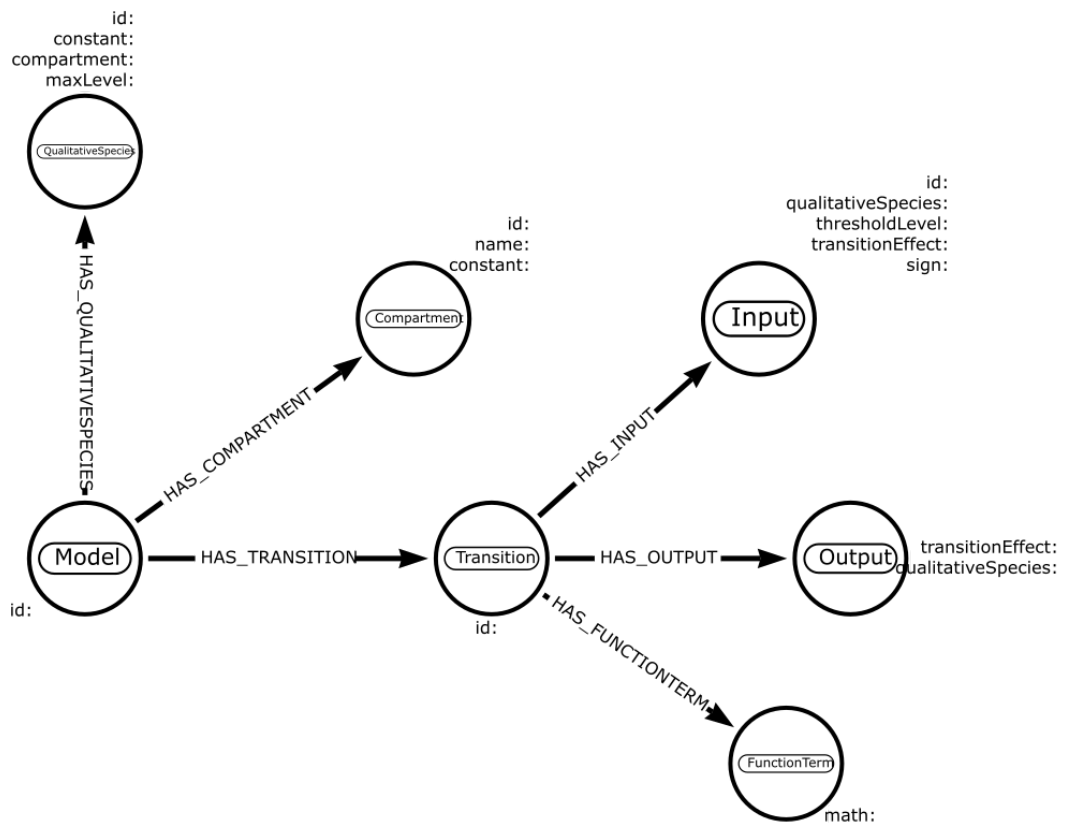 id:
constant:
compartment:
maxLevel:
QualitativeSpecies
HAS_QUALITATIVESPECIES
id:
name:
constant:
Compartment
HAS_COMPARTMENT
id:
qualitativeSpecies:
thresholdLevel:
transitionEffect:
sign:
Input
HAS_INPUT
Model
id:
HAS_TRANSITION
Transition
id:
HAS_OUTPUT
Output
transitionEffect:
qualitativeSpecies:
HAS_FUNCTIONTERM
FunctionTerm
math: